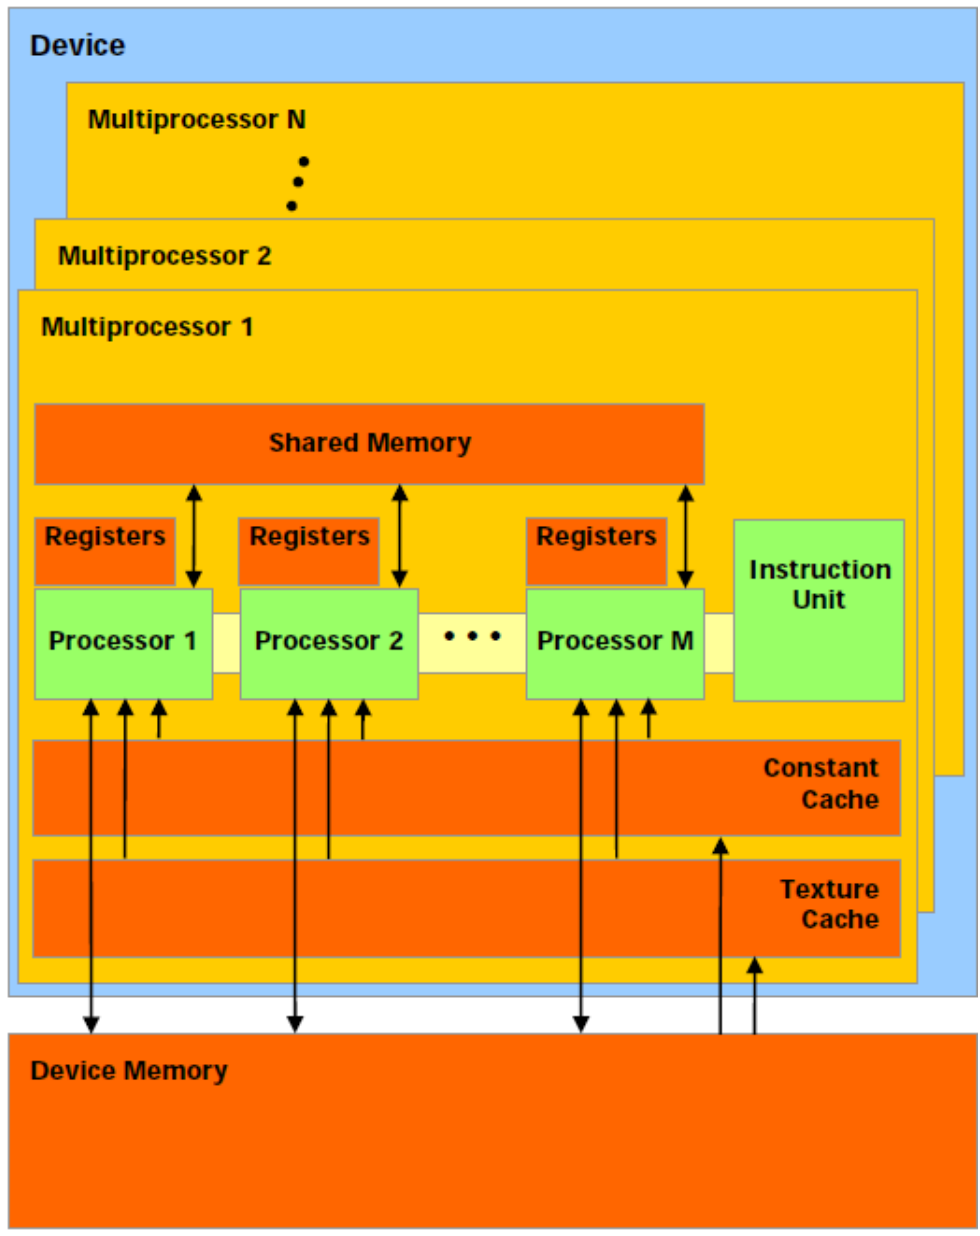 Device
Multiprocessor N
Multiprocessor 2
Multiprocessor 1
Shared Memory
Registers
Registers
Registers
Instruction
Unit
Processor 1
Processor 2
• • •
Processor M
Constant
Cache
Texture
Cache
Device Memory